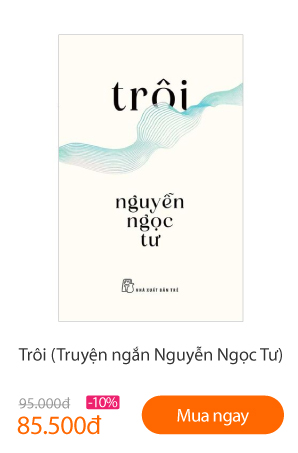 trôi
nguyễn
ngọc
tư
NHÀ XUẤT BẢN TRẺ
Trôi (Truyện ngắn Nguyễn Ngọc Tư)
95.000đ -10%
85.500đ
Mua ngay